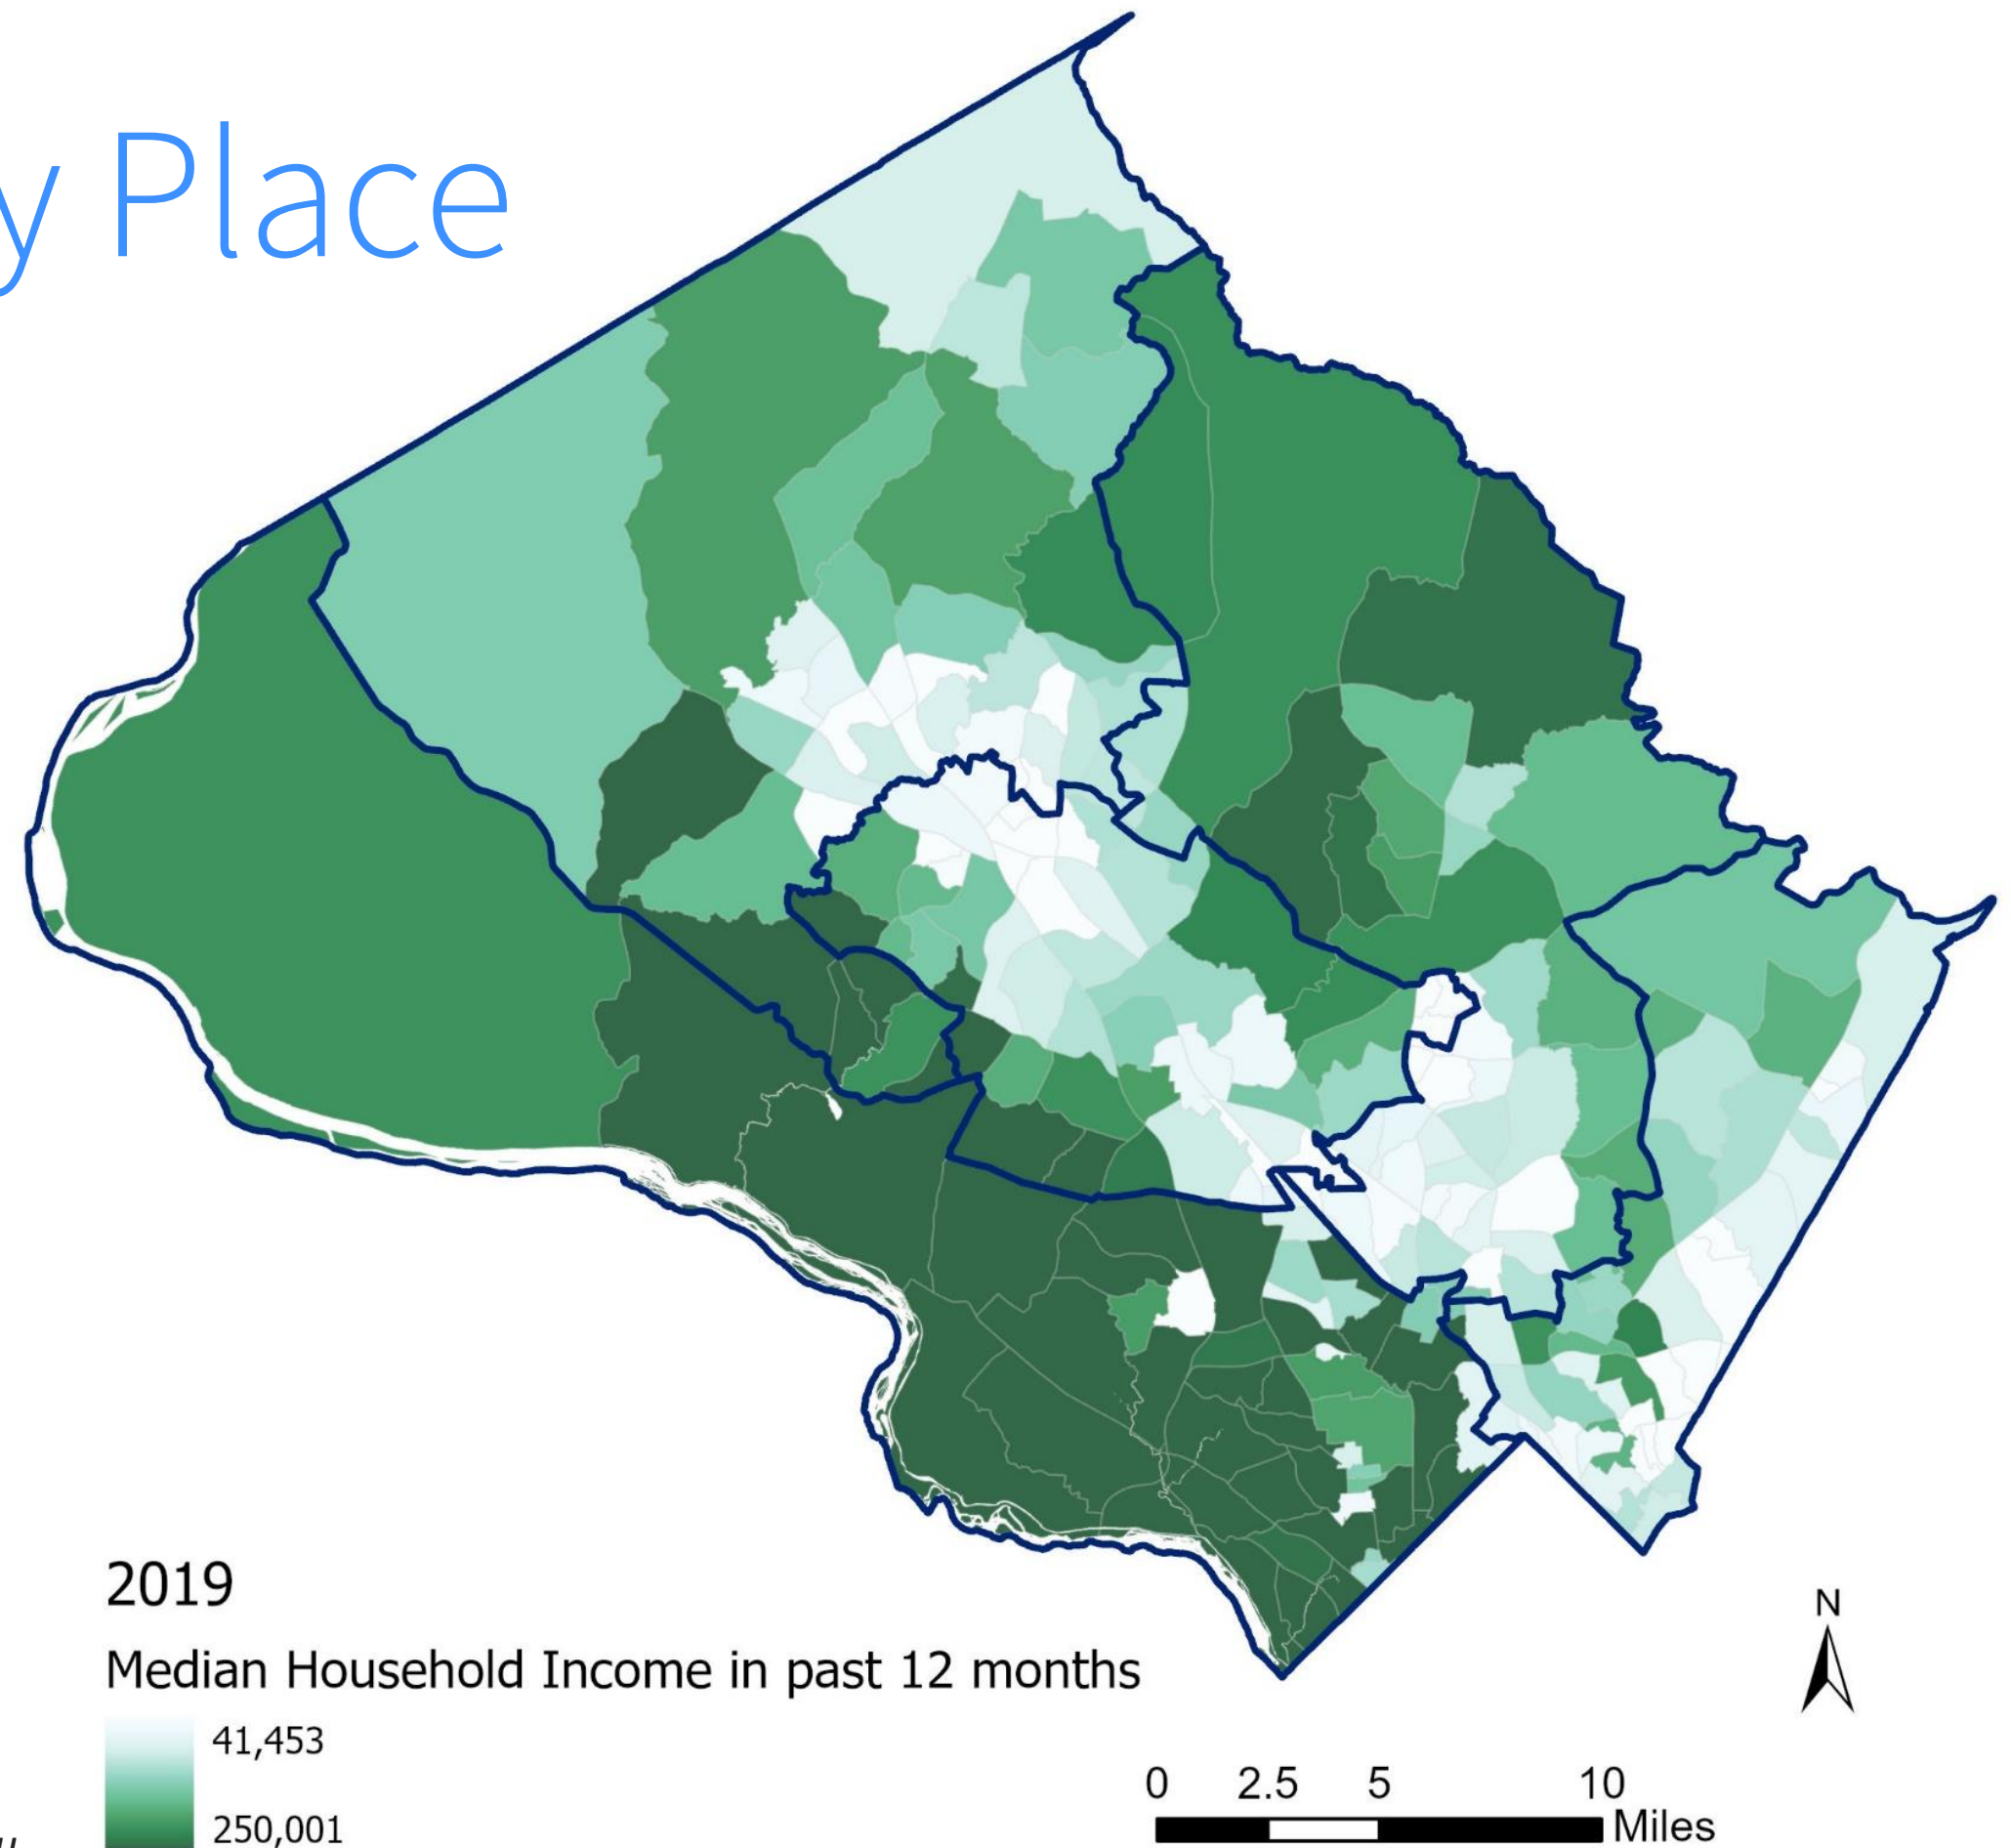 y Place
2019
Median Household Income in past 12 months
41,453
250,001
N
0 2.5 5 10
Miles